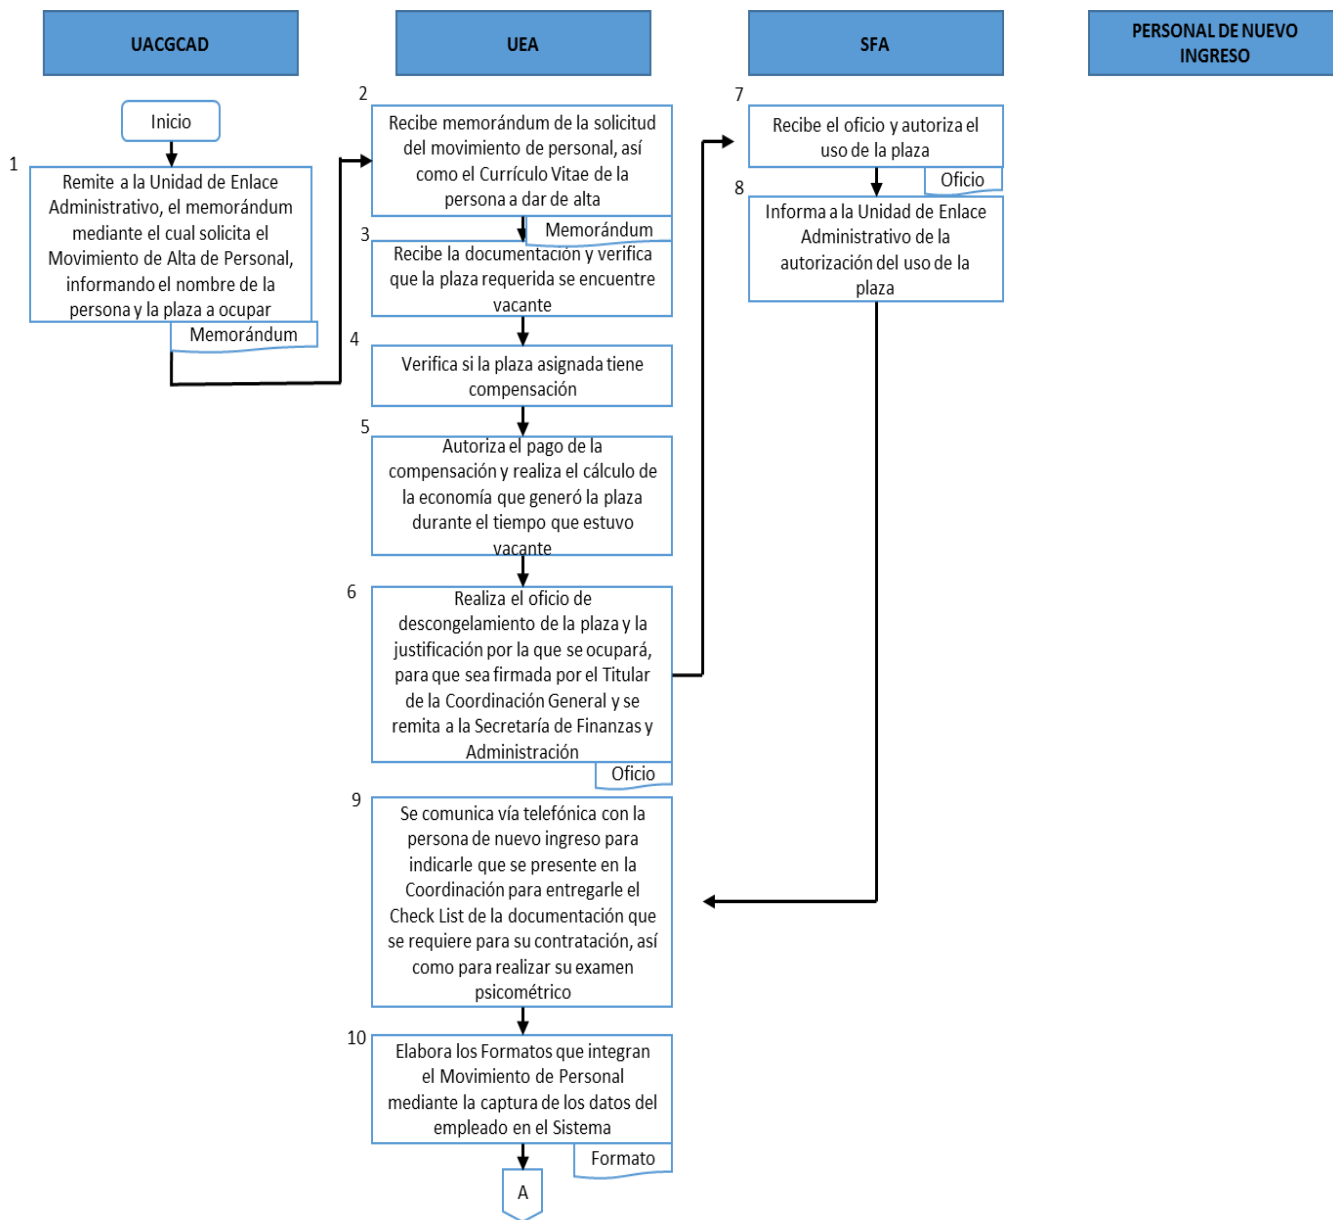 UACGCAD
UEA
SFA
PERSONAL DE NUEVO
INGRESO
Inicio
1
Remite a la Unidad de Enlace
Administrativo, el memorándum
mediante el cual solicita el
Movimiento de Alta de Personal,
informando el nombre de la
persona y la plaza a ocupar
Memorándum
2
Recibe memorándum de la solicitud
del movimiento de personal, así
como el Currículo Vitae de la
persona a dar de alta
Memorándum
3
Recibe la documentación y verifica
que la plaza requerida se encuentre
vacante
4
Verifica si la plaza asignada tiene
compensación
5
Autoriza el pago de la
compensación y realiza el cálculo de
la economía que generó la plaza
durante el tiempo que estuvo
vacante
6
Realiza el oficio de
descongelamiento de la plaza y la
justificación por la que se ocupará,
para que sea firmada por el Titular
de la Coordinación General y se
remita a la Secretaría de Finanzas y
Administración
Oficio
7
Recibe el oficio y autoriza el
uso de la plaza
Oficio
8
Informa a la Unidad de Enlace
Administrativo de la
autorización del uso de la
plaza
9
Se comunica vía telefónica con la
persona de nuevo ingreso para
indicarle que se presente en la
Coordinación para entregarle el
Check List de la documentación que
se requiere para su contratación, así
como para realizar su examen
psicométrico
10
Elabora los Formatos que integran
el Movimiento de Personal
mediante la captura de los datos del
empleado en el Sistema
Formato
A